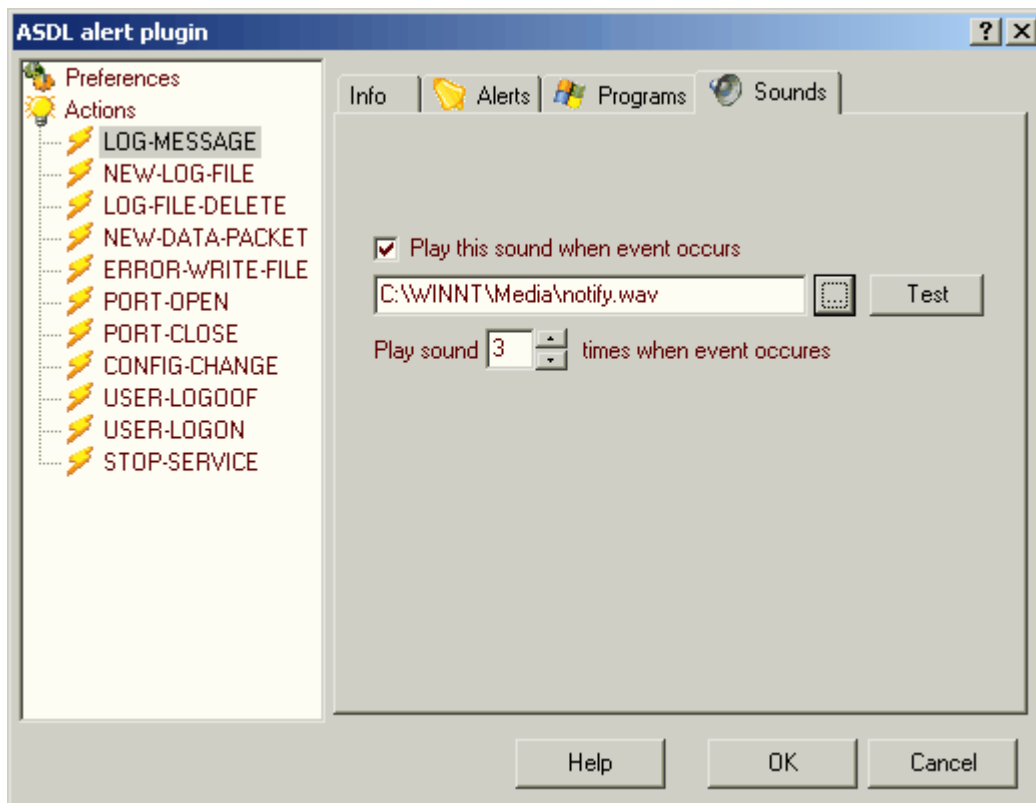 ASDL alert plugin
Preferences
Actions
LOG-MESSAGE
NEW-LOG-FILE
LOG-FILE-DELETE
NEW-DATA-PACKET
ERROR-WRITE-FILE
PORT-OPEN
PORT-CLOSE
CONFIG-CHANGE
USER-LOGOOF
USER-LOGON
STOP-SERVICE
Info Alerts Programs Sounds
Play this sound when event occurs
C:\WINNT\Media\notify.wav ... Test
Play sound 3 times when event occures
Help OK Cancel